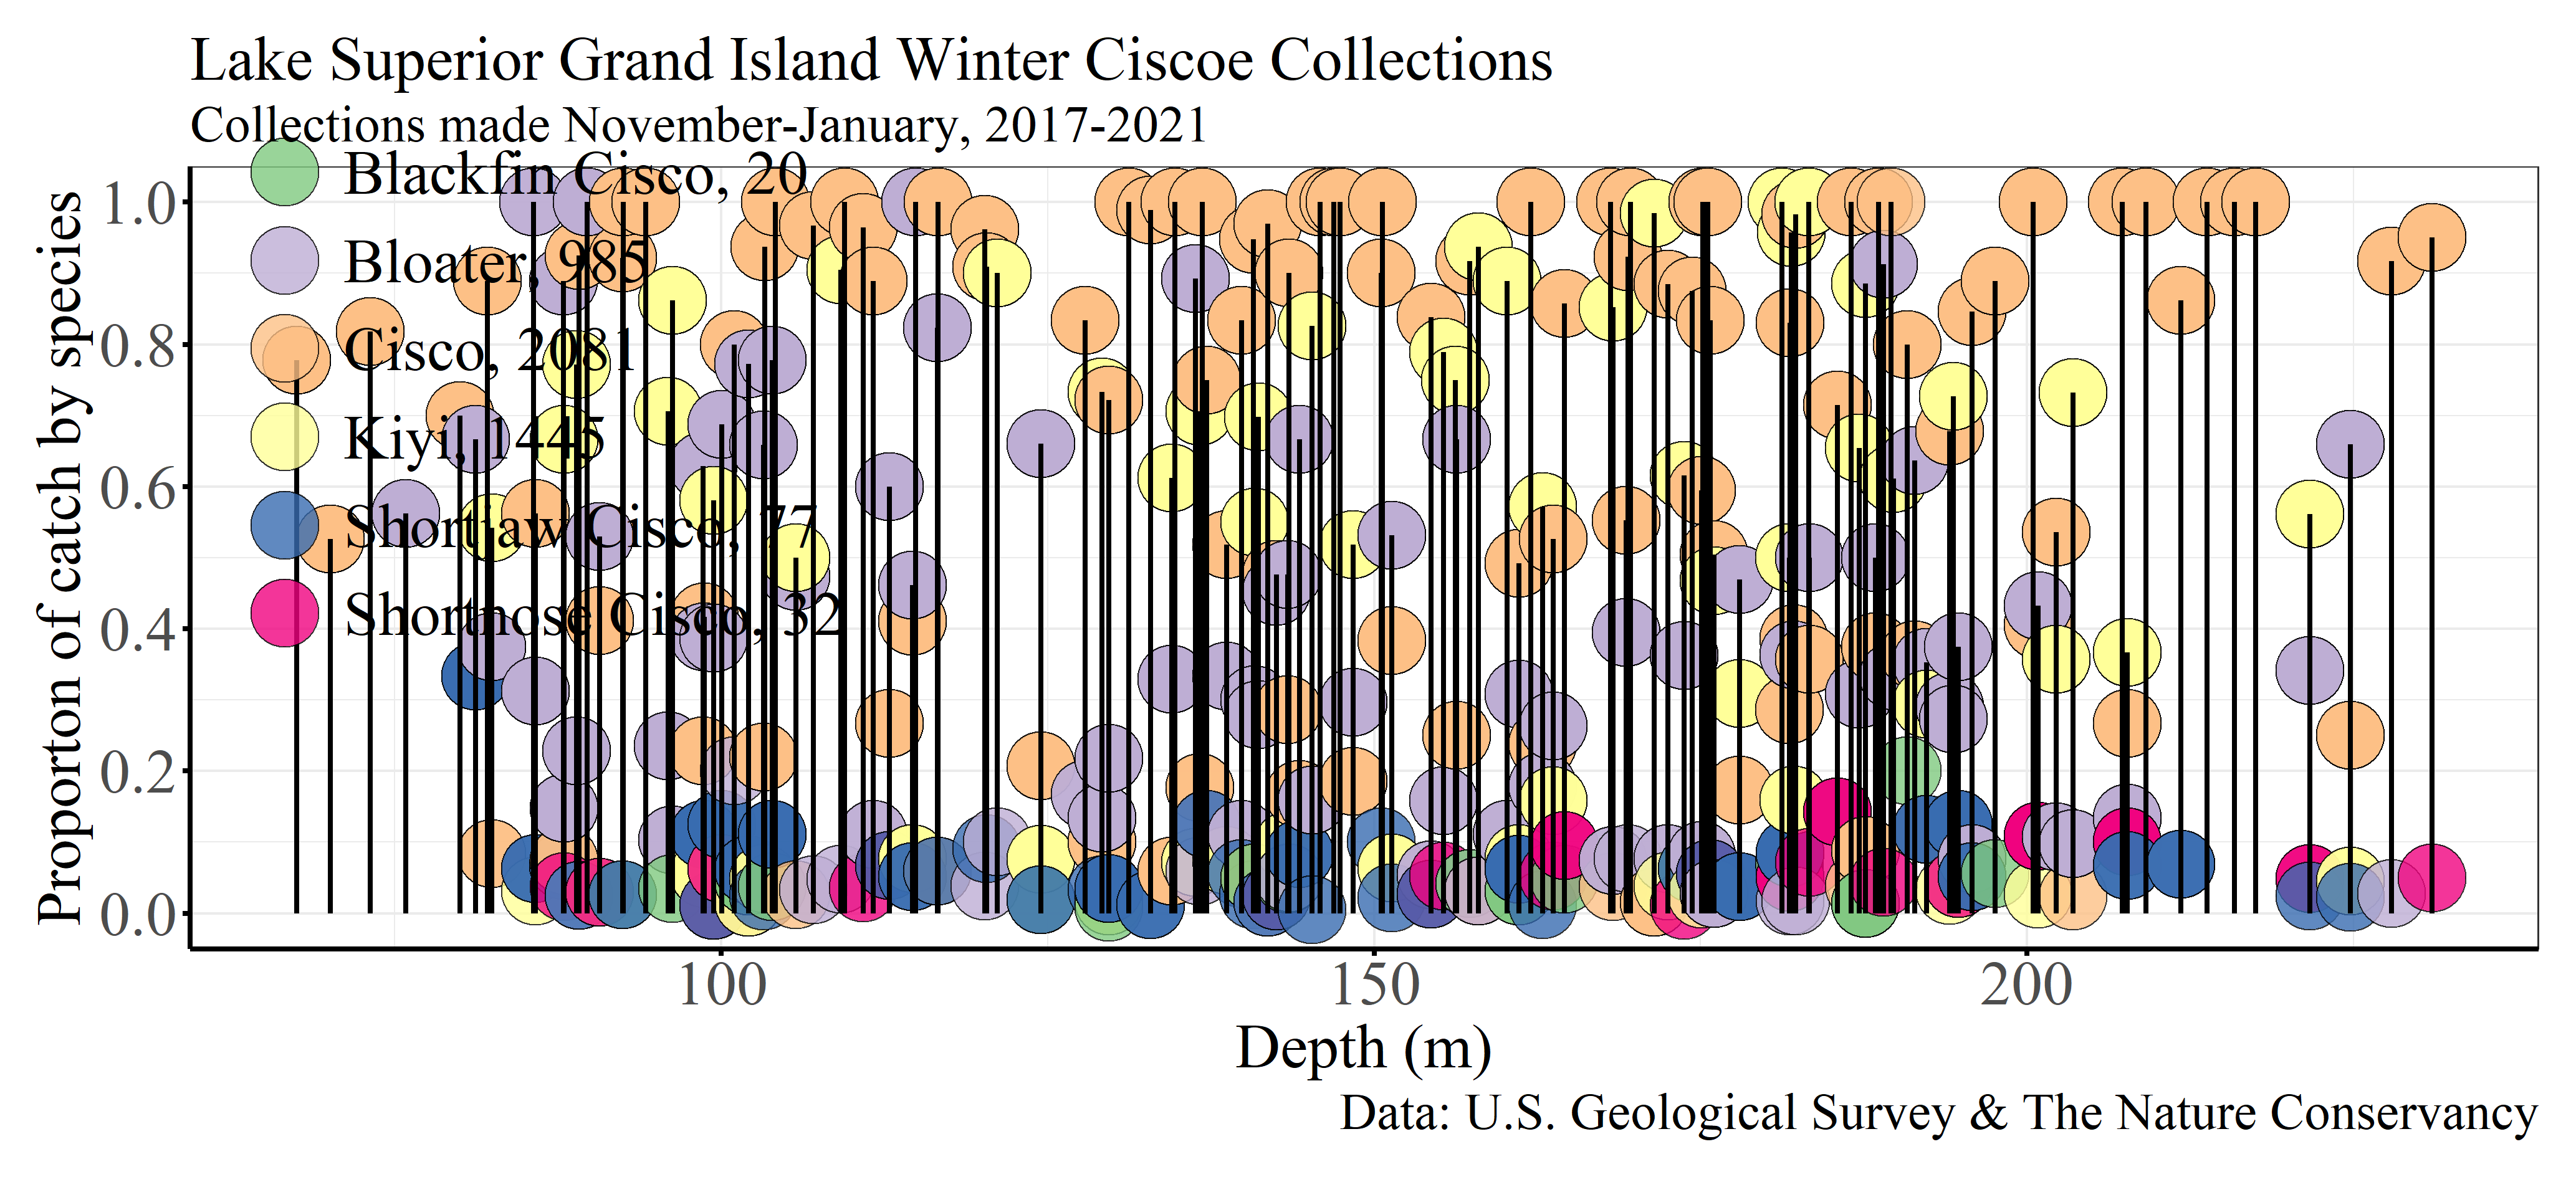 Lake Superior Grand Island Winter Ciscoe Collections
Collections made November-January, 2017-2021
Blackfin Cisco, 20
Bloater, 985
Cisco, 2081
Kiyi, 1445
Shortjaw Cisco, 77
Shortnose Cisco, 32
Proporton of catch by species
1.0
0.8
0.6
0.4
0.2
0.0
100 150 200
Depth (m)
Data: U.S. Geological Survey & The Nature Conservancy